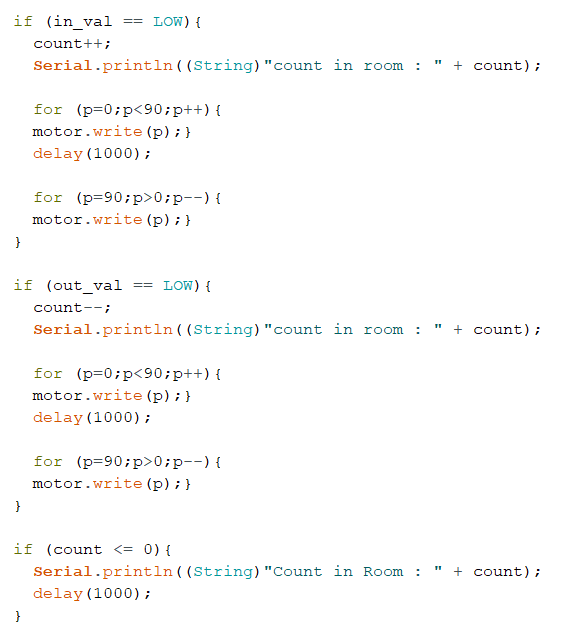 if (in_val == LOW){
  count++;
  Serial.println((String)"count in room : " + count);

  for (p=0;p<90;p++){
  motor.write(p);}
  delay(1000);

  for (p=90;p>0;p--){
  motor.write(p);}
}

if (out_val == LOW){
  count--;
  Serial.println((String)"count in room : " + count);

  for (p=0;p<90;p++){
  motor.write(p);}
  delay(1000);

  for (p=90;p>0;p--){
  motor.write(p);}
}

if (count <= 0){
  Serial.println((String)"Count in Room : " + count);
  delay(1000);
}